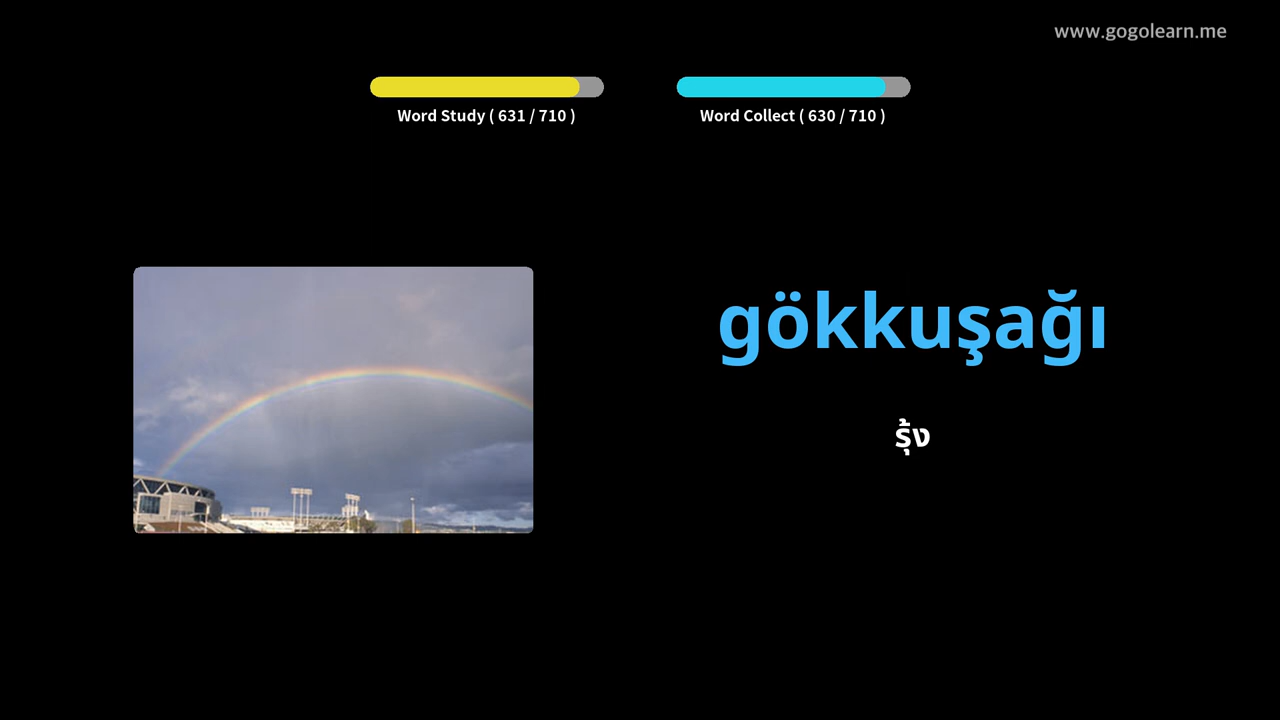 www.gogolearn.me
Word Study ( 631 / 710 )
Word Collect ( 630 / 710 )
gökkuşağı
รุ้ง